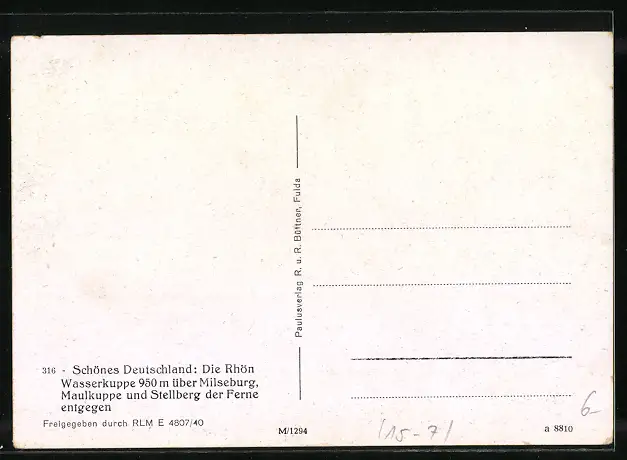 316 - Schönes Deutschland: Die Rhön
Wasserkuppe 950 m über Milseburg,
Maulkuppe und Stellberg der Ferne
entgegen
Freigegeben durch RLM E 4807/40
Paulusverlag R. u. R. Büttner, Fulda
M/1294
(15-7)
a 8810
6-